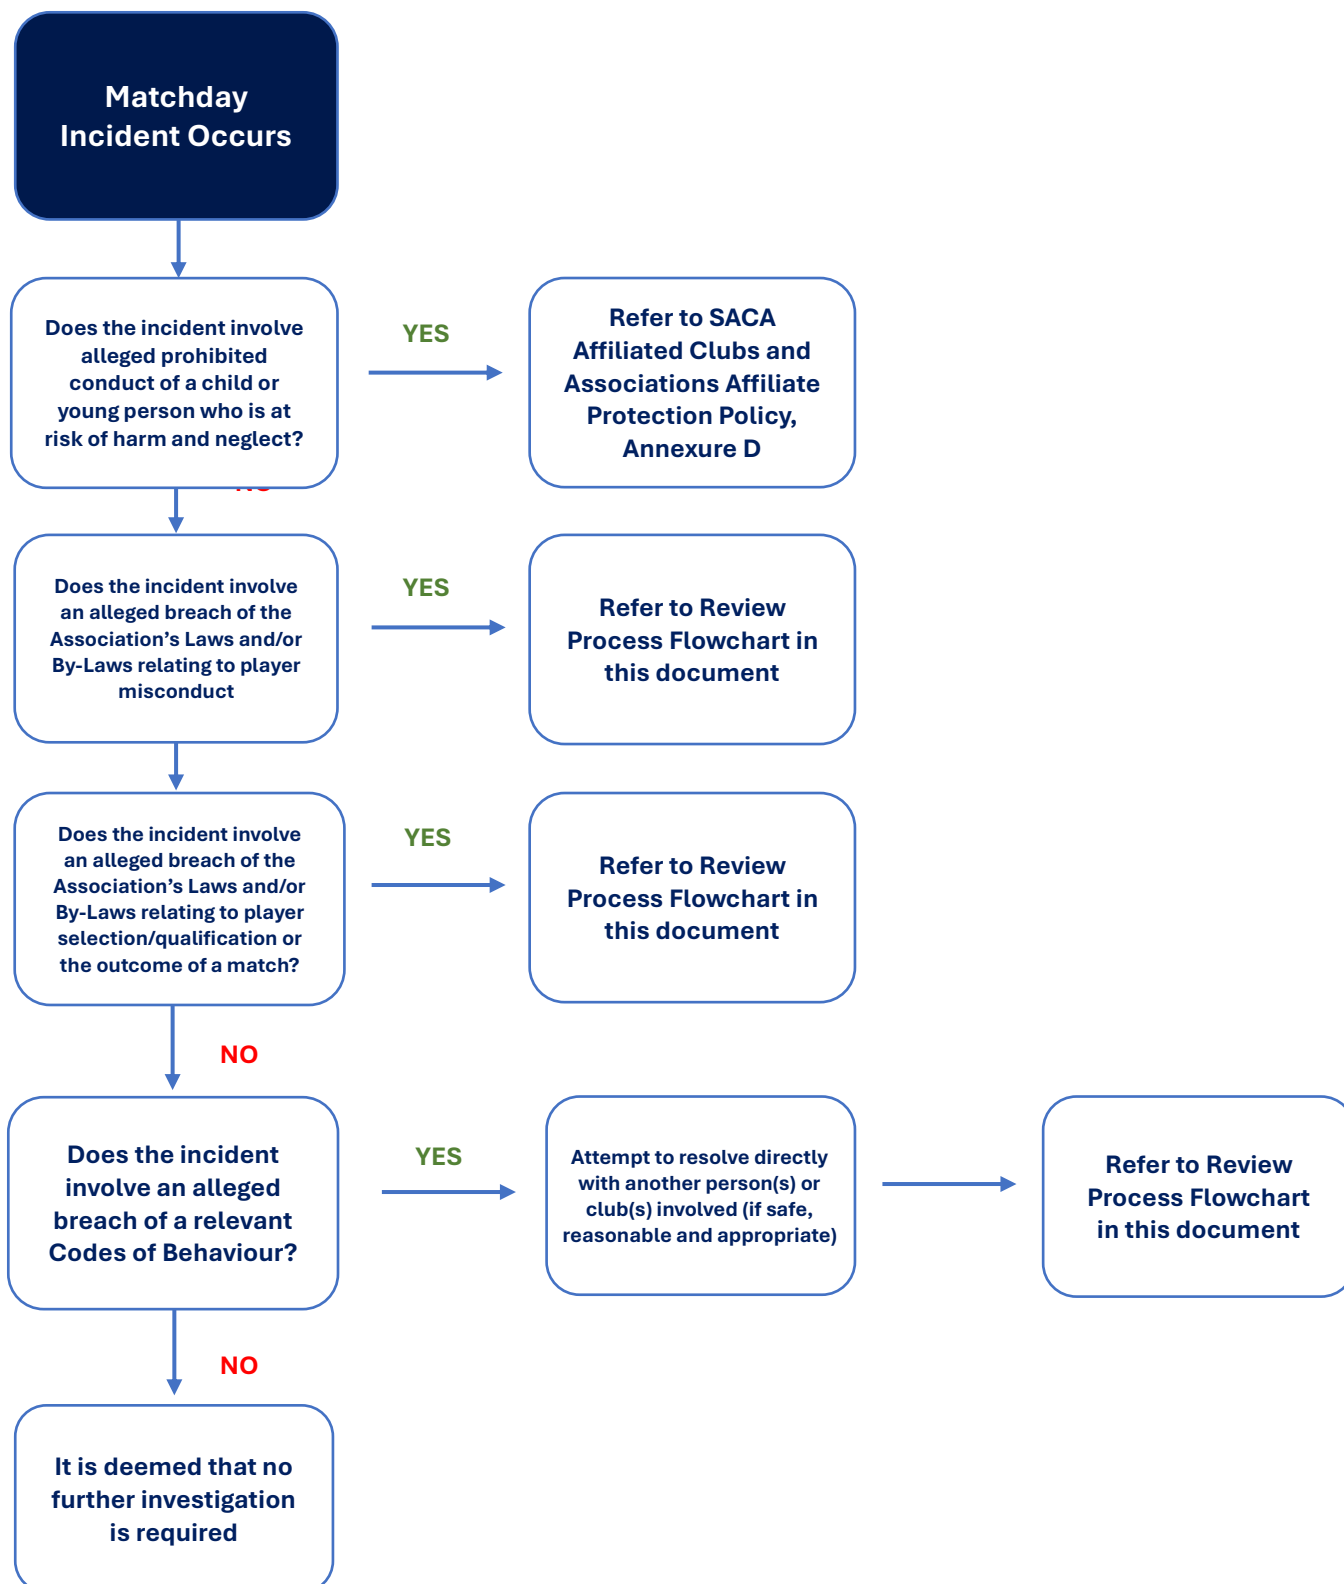 Matchday
Incident Occurs
Does the incident involve
alleged prohibited
conduct of a child or
young person who is at
risk of harm and neglect?
YES
Refer to SACA
Affiliated Clubs and
Associations Affiliate
Protection Policy,
Annexure D
Does the incident involve
an alleged breach of the
Association’s Laws and/or
By-Laws relating to player
misconduct
YES
Refer to Review
Process Flowchart in
this document
Does the incident involve
an alleged breach of the
Association’s Laws and/or
By-Laws relating to player
selection/qualification or
the outcome of a match?
YES
Refer to Review
Process Flowchart in
this document
NO
Does the incident
involve an alleged
breach of a relevant
Codes of Behaviour?
YES
Attempt to resolve directly
with another person(s) or
club(s) involved (if safe,
reasonable and appropriate)
Refer to Review
Process Flowchart
in this document
NO
It is deemed that no
further investigation
is required